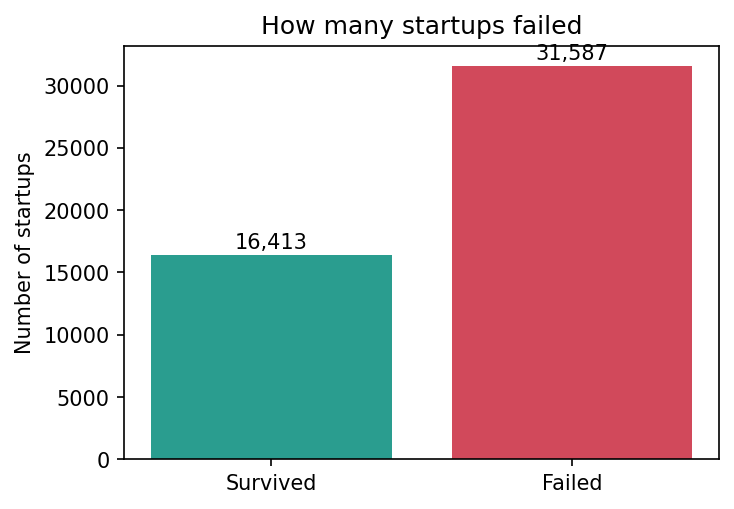 How many startups failed
31,587
30000
25000
20000
16,413
15000
10000
5000
0
Number of startups
Survived
Failed